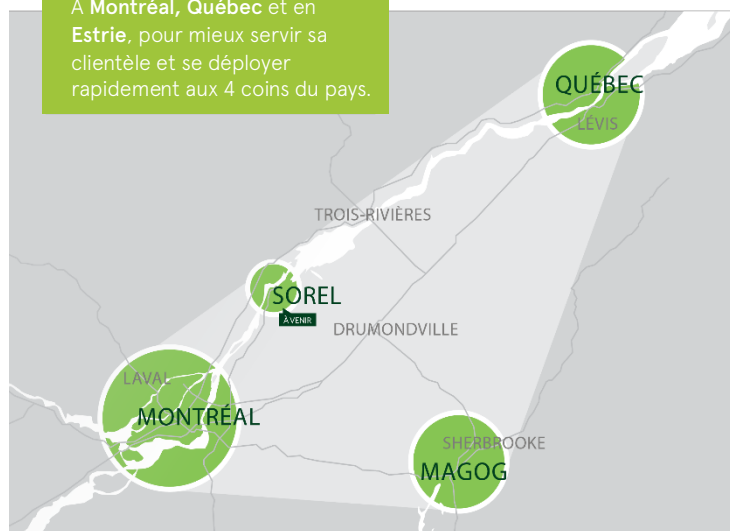 À Montréal, Québec et en
Estrie, pour mieux servir sa
clientèle et se déployer
rapidement aux 4 coins du pays.
QUÉBEC
LÉVIS
TROIS-RIVIÈRES
SOREL
À VENIR
DRUMONDVILLE
LAVAL
MONTRÉAL
SHERBROOKE
MAGOG